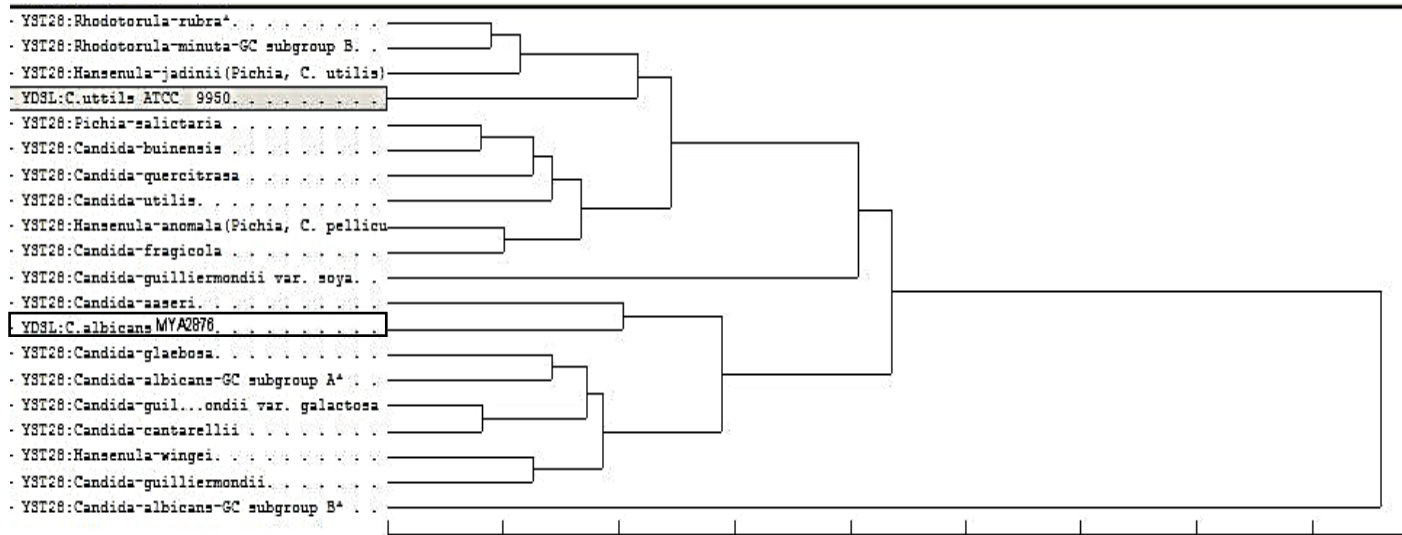 - YST28:Rhodotorula-rubra*. . . . . . . . .
- YST28:Rhodotorula-minuta-GC subgroup B. .
- YST28:Hansenula-jadinii(Pichia, C. utilis)
- YDSL:C.uttils ATCC 9950. . . . . . . . .
- YST28:Pichia-salictaria . . . . . . . . .
- YST28:Candida-buinensis . . . . . . . . .
- YST28:Candida-quercitrasa . . . . . . . .
- YST28:Candida-utilis. . . . . . . . . . .
- YST28:Hansenula-anomala(Pichia, C. pellicu
- YST28:Candida-fragicola . . . . . . . . .
- YST28:Candida-guilliermondii var. soya. .
- YST28:Candida-aaseri. . . . . . . . . . .
- YDSL:C.albicans MYA2876. . . . . . . . . .
- YST28:Candida-glaebosa. . . . . . . . . .
- YST28:Candida-albicans-GC subgroup A* . .
- YST28:Candida-guil...ondii var. galactosa
- YST28:Candida-cantarellii . . . . . . . .
- YST28:Hansenula-wingei. . . . . . . . . .
- YST28:Candida-guilliermondii. . . . . . .
- YST28:Candida-albicans-GC subgroup B* . .